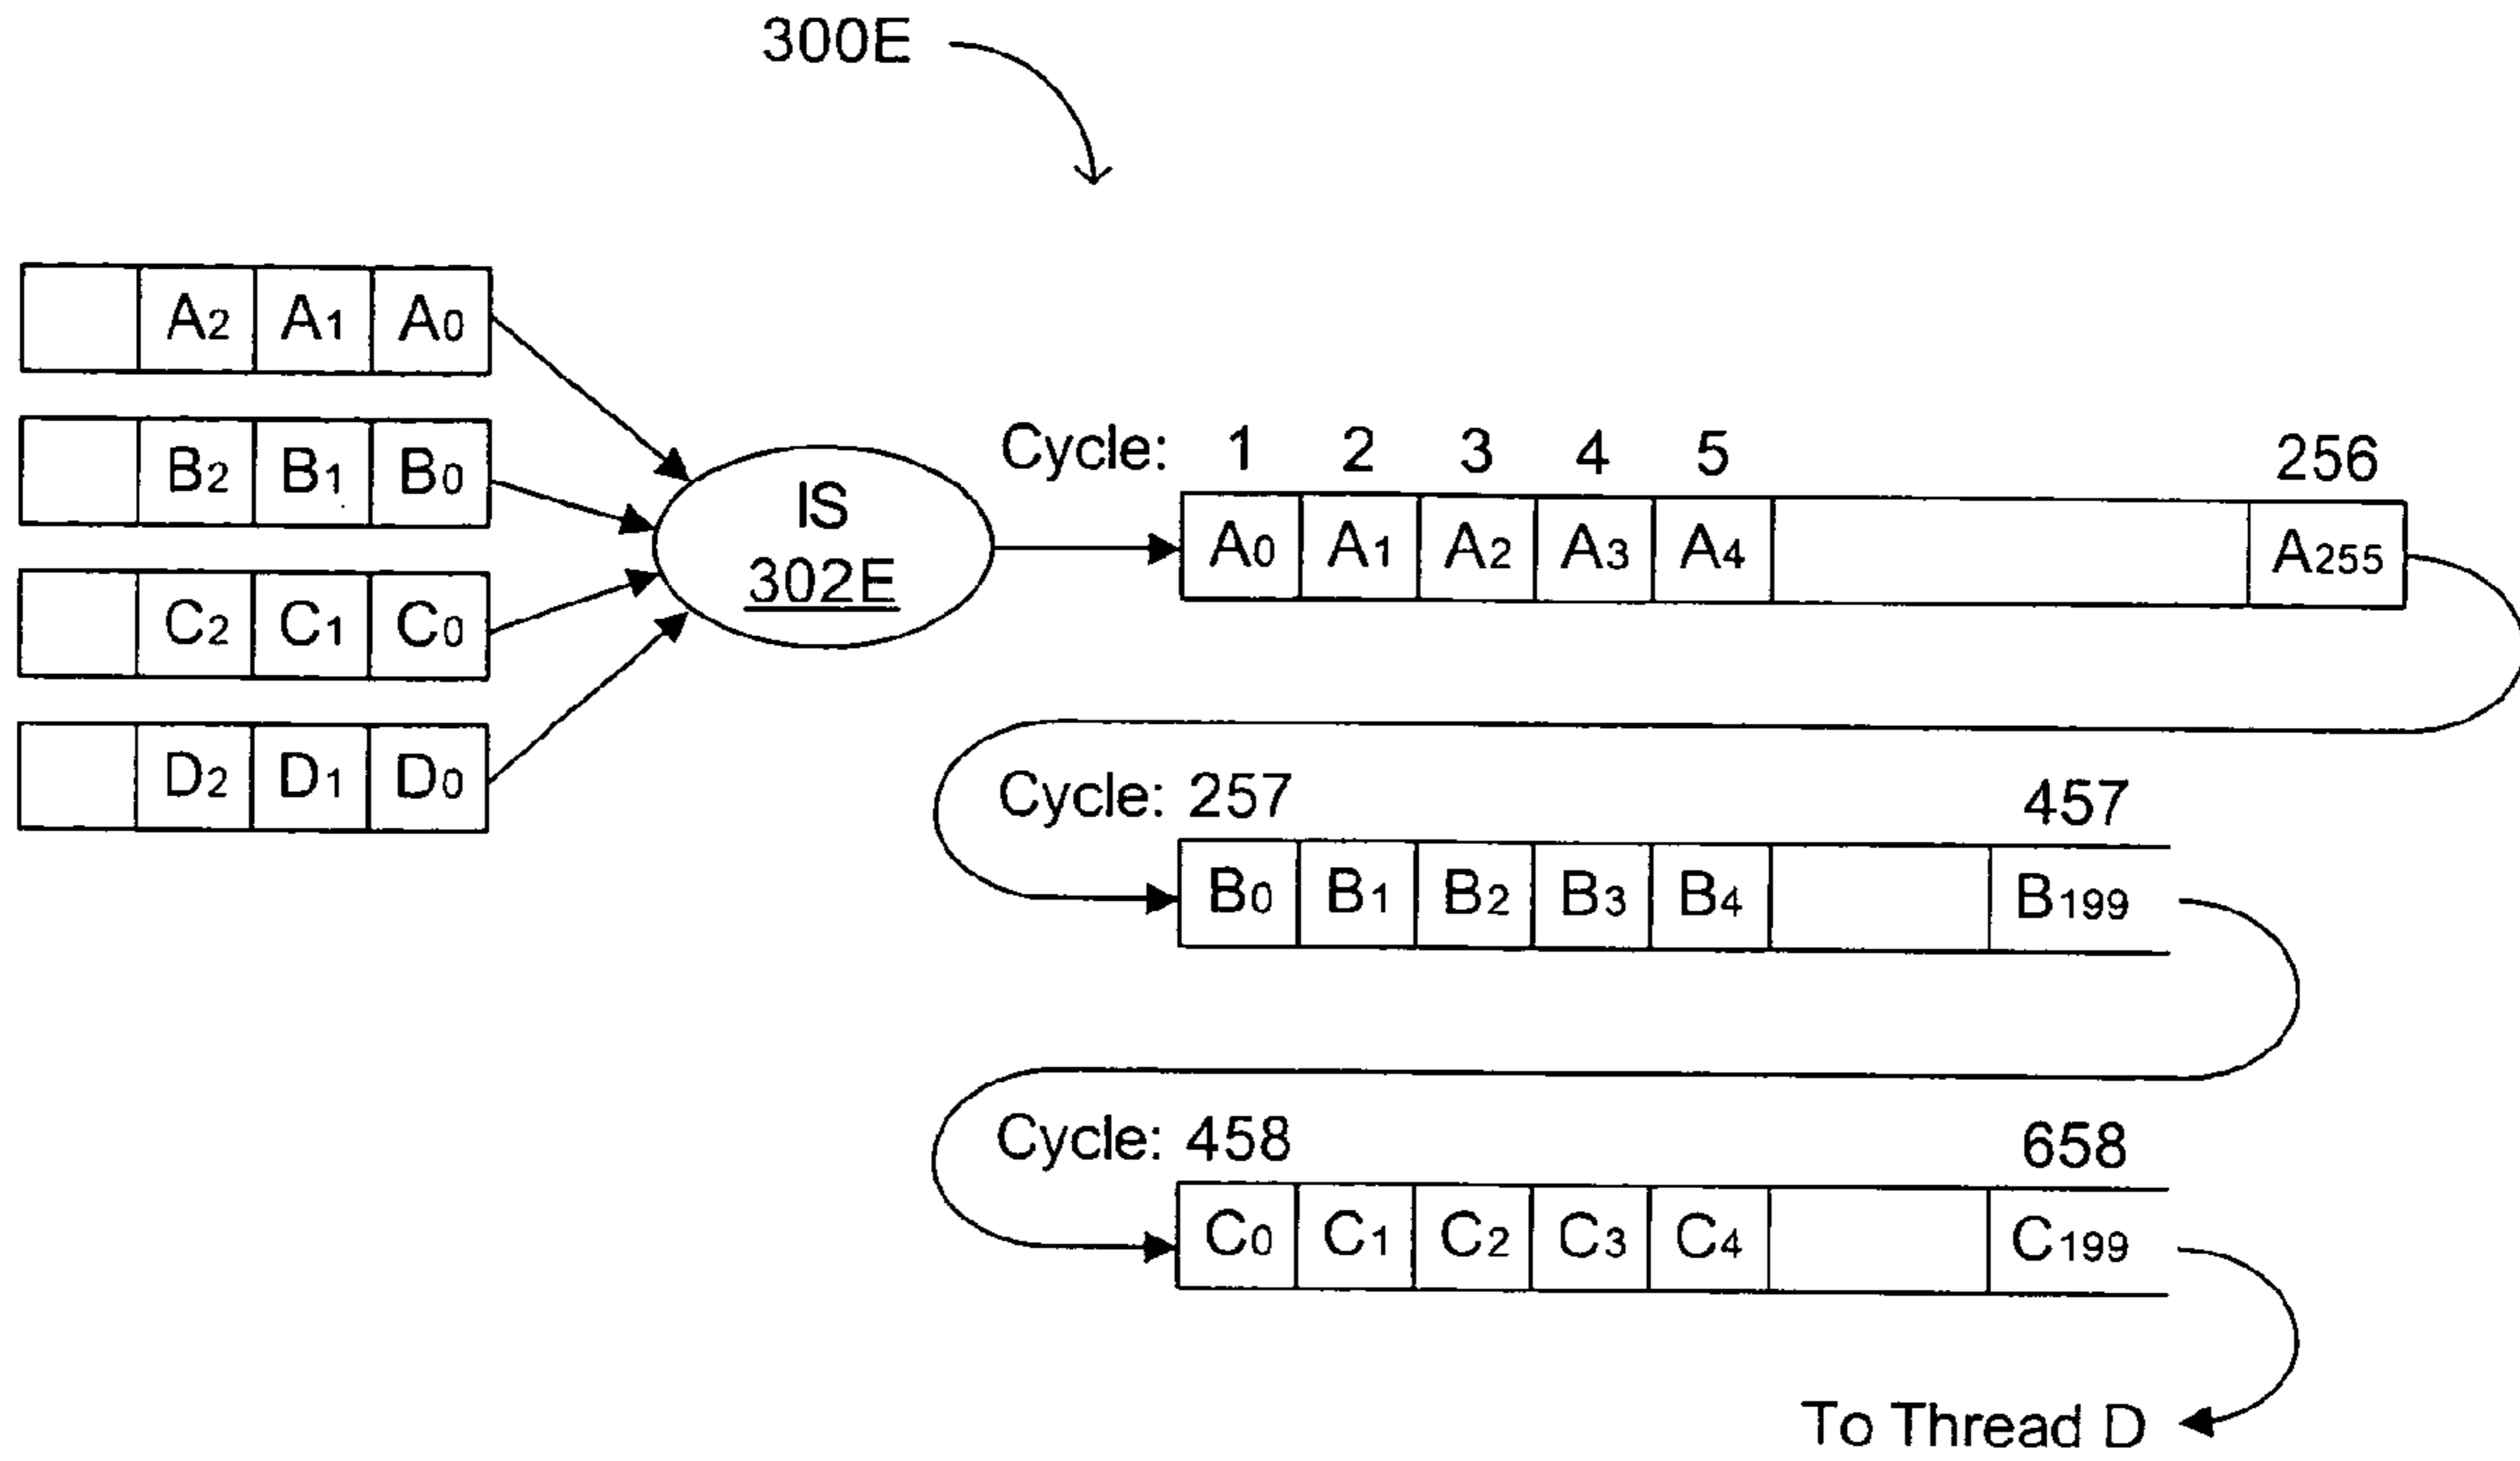 300E
A2 A1 A0
B2 B1 B0
C2 C1 C0
D2 D1 D0
IS
302E
Cycle: 1 2 3 4 5 256
A0 A1 A2 A3 A4 A255
Cycle: 257 457
B0 B1 B2 B3 B4 B199
Cycle: 458 658
C0 C1 C2 C3 C4 C199
To Thread D